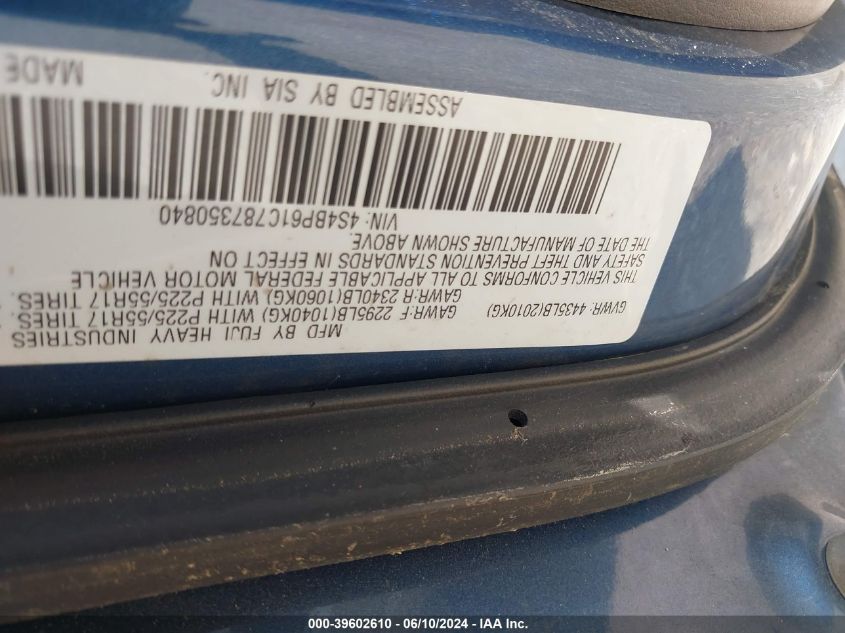 MFD BY FUJI HEAVY INDUSTRIES
GVWR: 4435LB(2010KG)
GAWR:F 2295LB(1040KG) WITH P225/55R17 TIRES.
GAWR:R 2340LB(1060KG) WITH P225/55R17 TIRES.
THIS VEHICLE CONFORMS TO ALL APPLICABLE FEDERAL MOTOR VEHICLE
SAFETY AND THEFT PREVENTION STANDARDS IN EFFECT ON
THE DATE OF MANUFACTURE SHOWN ABOVE.
VIN: 4S4BP61C787350840
ASSEMBLED BY SIA INC. MADE
000-39602610 - 06/10/2024 - IAA Inc.